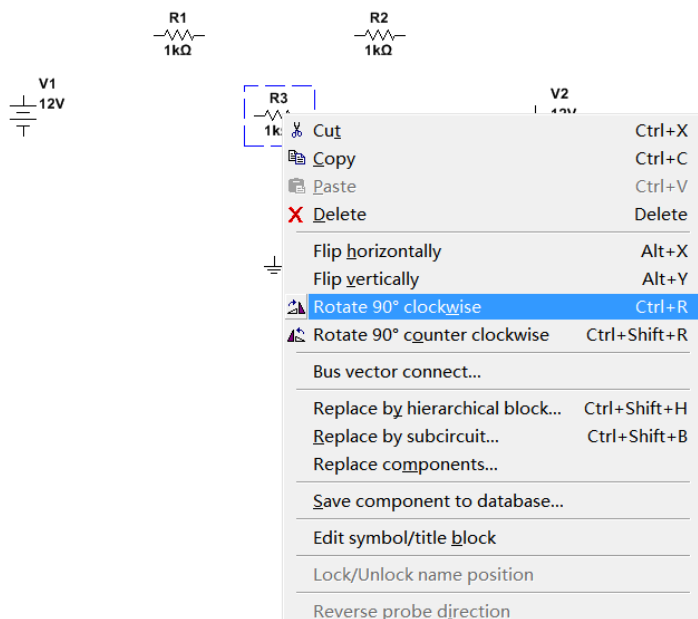 R1
1kΩ
R2
1kΩ
V1
12V
R3
V2
12V
Cut Ctrl+X
Copy Ctrl+C
Paste Ctrl+V
Delete Delete
Flip horizontally Alt+X
Flip vertically Alt+Y
Rotate 90° clockwise Ctrl+R
Rotate 90° counter clockwise Ctrl+Shift+R
Bus vector connect...
Replace by hierarchical block... Ctrl+Shift+H
Replace by subcircuit... Ctrl+Shift+B
Replace components...
Save component to database...
Edit symbol/title block
Lock/Unlock name position
Reverse probe direction